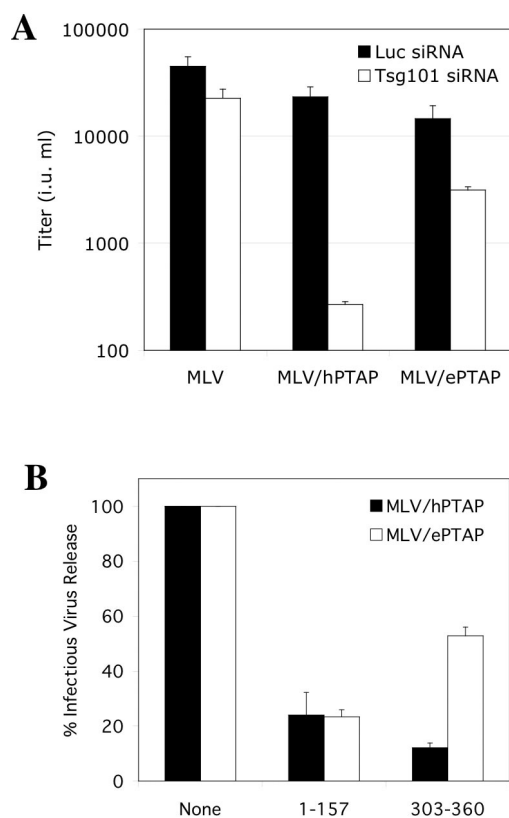 A
100000
10000
1000
100
Titer (i.u. ml)
Luc siRNA
Tsg101 siRNA
MLV
MLV/hPTAP
MLV/ePTAP
B
100
80
60
40
20
0
% Infectious Virus Release
MLV/hPTAP
MLV/ePTAP
None
1-157
303-360